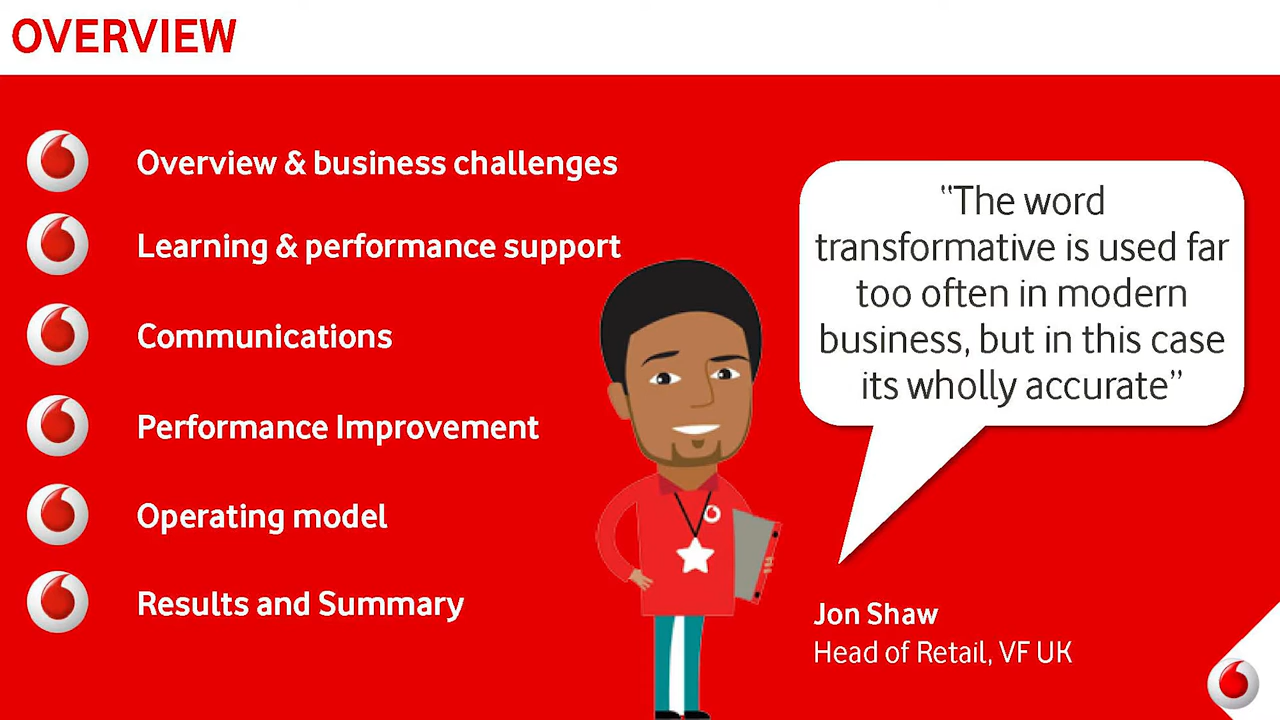 OVERVIEW
Overview & business challenges
Learning & performance support
Communications
Performance Improvement
Operating model
Results and Summary
“The word
transformative is used far
too often in modern
business, but in this case
its wholly accurate”
Jon Shaw
Head of Retail, VF UK